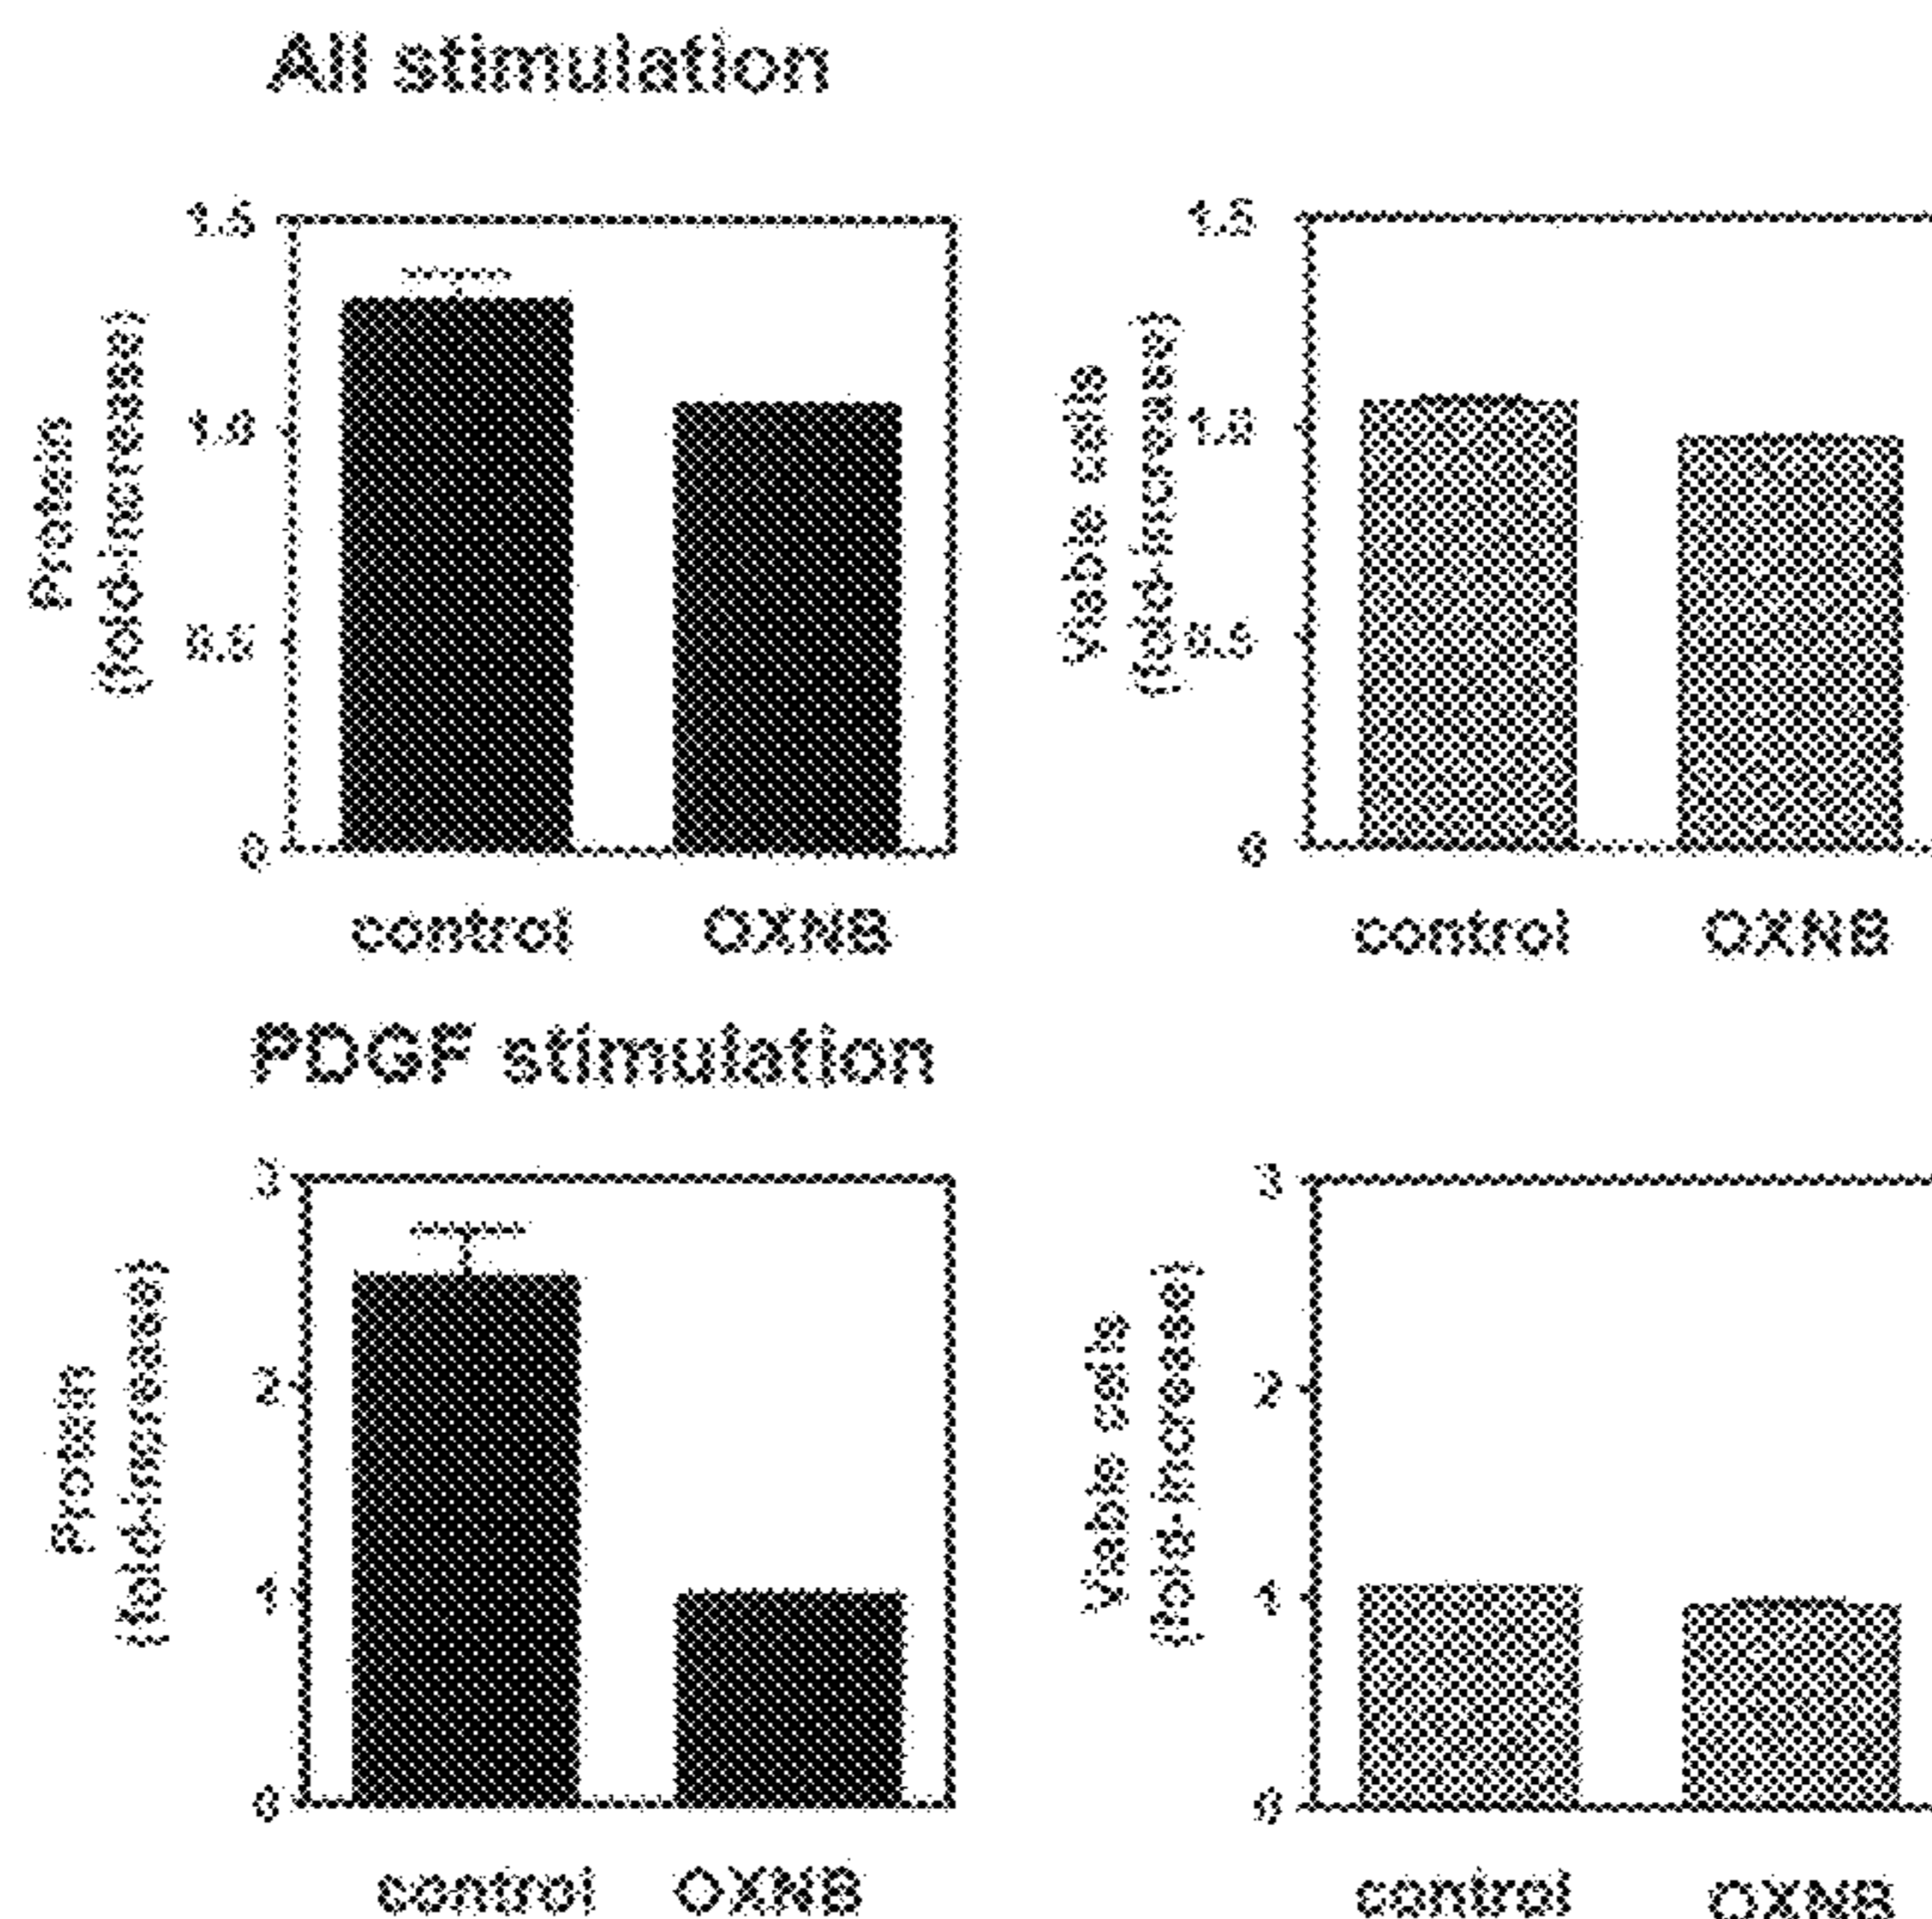 All stimulation
Protein
(fold-increase)
1.5
1.0
0.5
0
control OXNB
Viable cells
(fold-increase)
1.5
1.0
0.5
0
control OXNB
PDGF stimulation
Protein
(fold-increase)
3
2
1
0
control OXNB
Viable cells
(fold-increase)
3
2
1
0
control OXNB